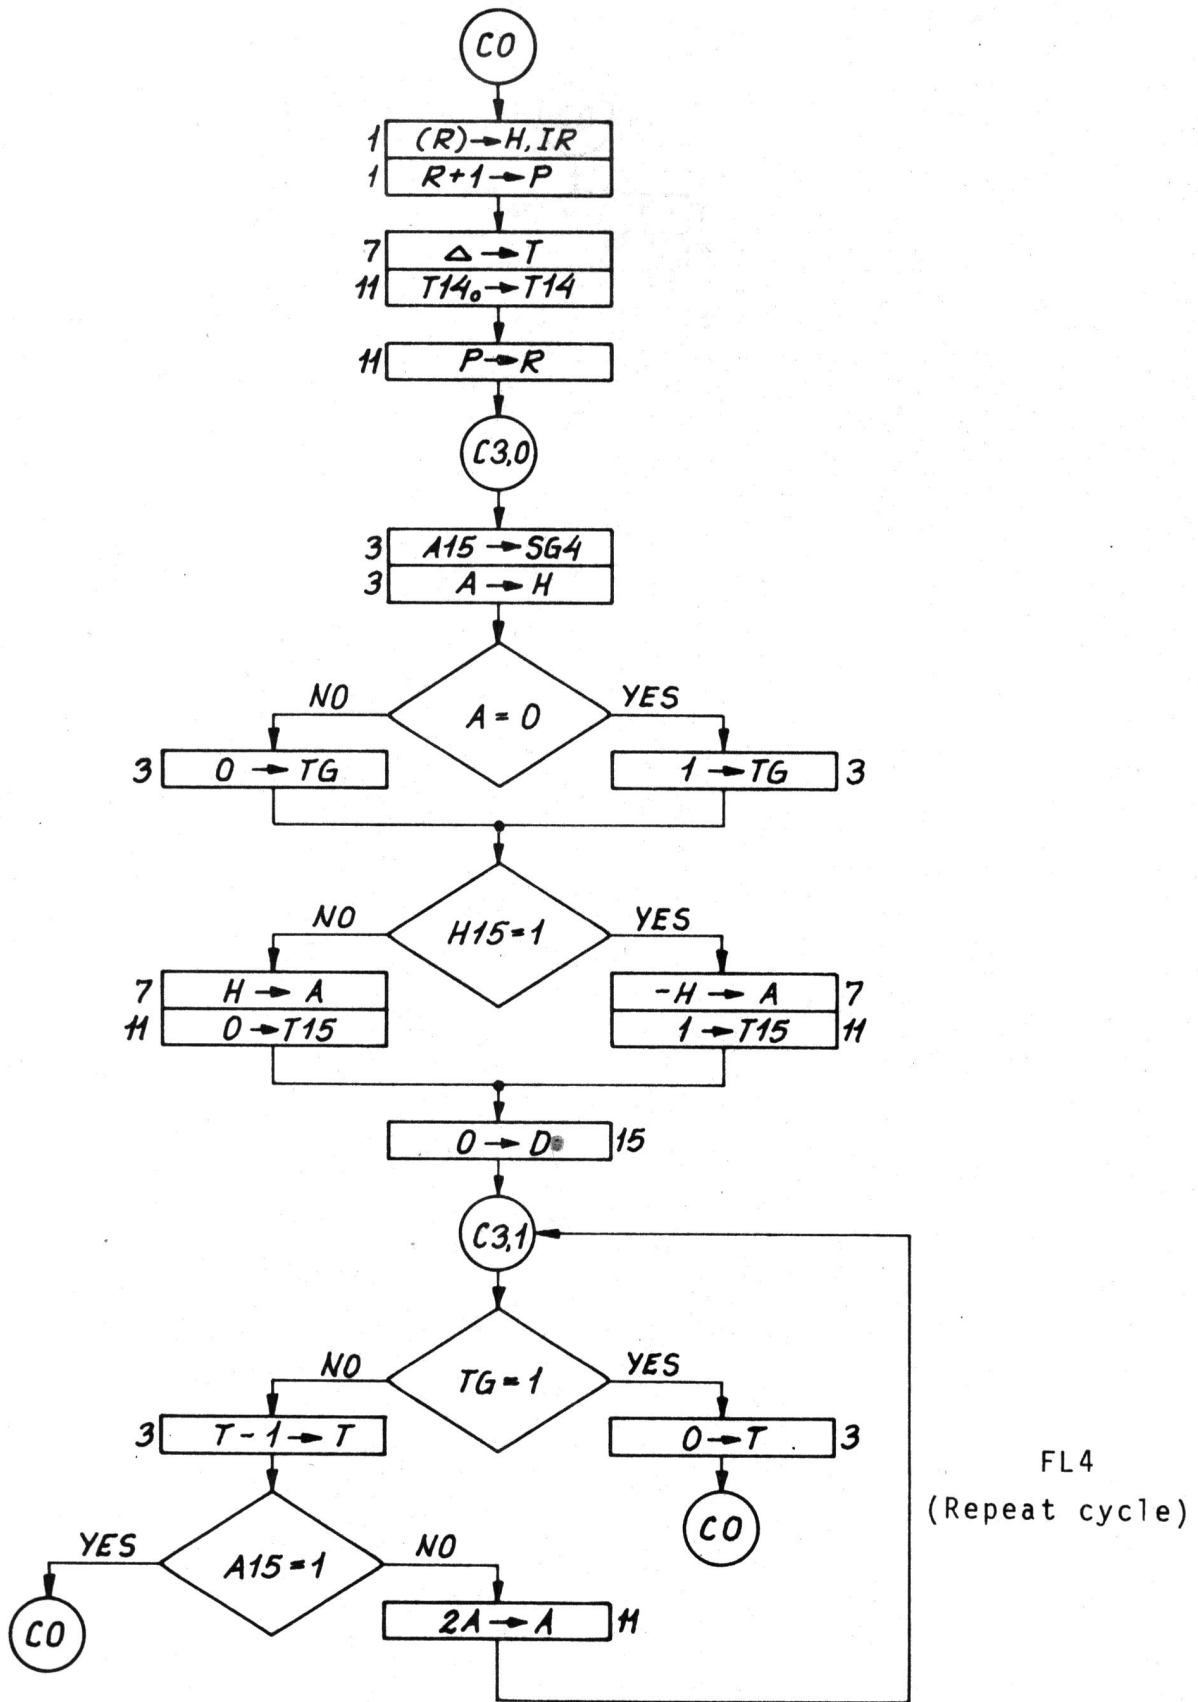 CO
1 (R)→H,IR
1 R+1→P
7 Δ→T
11 T14₀→T14
11 P→R
C3,0
3 A15→SG4
3 A→H
NO A=0 YES
3 0→TG 1→TG 3
NO H15=1 YES
7 H→A -H→A 7
11 0→T15 1→T15 11
0→D 15
C3,1
NO TG=1 YES
3 T-1→T 0→T 3
FL4
(Repeat cycle)
CO
YES A15=1 NO
2A→A 11
CO